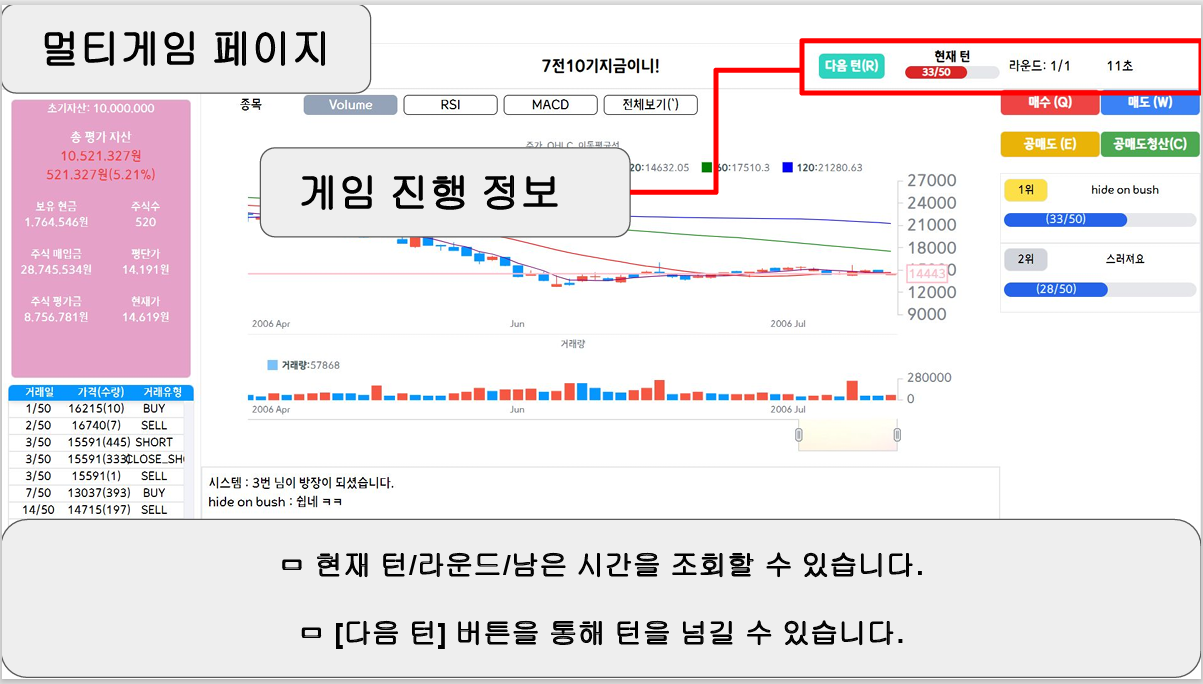 멀티게임 페이지
7전10기지금이니!
다음 턴(R)
현재 턴
33/50
라운드: 1/1
11초
초기자산: 10,000,000
총 평가 자산
10,521,327원
521,327원(5.21%)
보유 현금 주식수
1,764,546원 520
주식 매입금 평단가
28,745,534원 14,191원
주식 평가금 현재가
8,756,781원 14,619원
종목 Volume RSI MACD 전체보기(`)
매수 (Q) 매도 (W)
공매도 (E) 공매도청산(C)
20:14632.05 60:17510.3 120:21280.63
게임 진행 정보
27000
24000
21000
18000
14443
12000
9000
2006 Apr Jun 2006 Jul
거래량
거래량:57868
280000
0
2006 Apr Jun 2006 Jul
1위 hide on bush
(33/50)
2위 스러져요
(28/50)
거래일 가격(수량) 거래유형
1/50 16215(10) BUY
2/50 16740(7) SELL
3/50 15591(445) SHORT
3/50 15591(333) CLOSE_SH
3/50 15591(1) SELL
7/50 13037(393) BUY
14/50 14715(197) SELL
시스템 : 3번 님이 방장이 되셨습니다.
hide on bush : 쉽네 ㅋㅋ
ㅁ 현재 턴/라운드/남은 시간을 조회할 수 있습니다.
ㅁ [다음 턴] 버튼을 통해 턴을 넘길 수 있습니다.